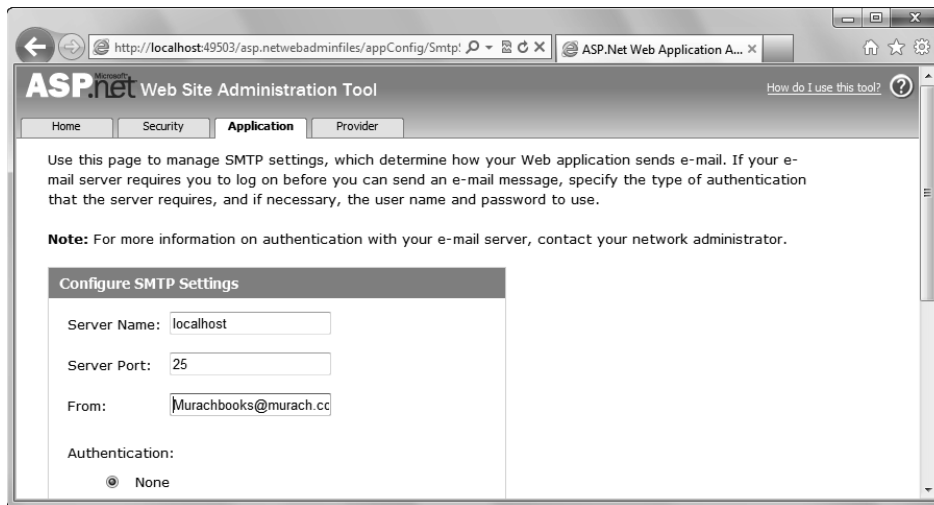 http://localhost:49503/asp.netwebadminfiles/appConfig/Smtp!
ASP.Net Web Application A...
Microsoft
ASP.net Web Site Administration Tool
How do I use this tool? ?
Home Security Application Provider
Use this page to manage SMTP settings, which determine how your Web application sends e-mail. If your e-
mail server requires you to log on before you can send an e-mail message, specify the type of authentication
that the server requires, and if necessary, the user name and password to use.
Note: For more information on authentication with your e-mail server, contact your network administrator.
Configure SMTP Settings
Server Name: localhost
Server Port: 25
From: Murachbooks@murach.cc
Authentication:
None